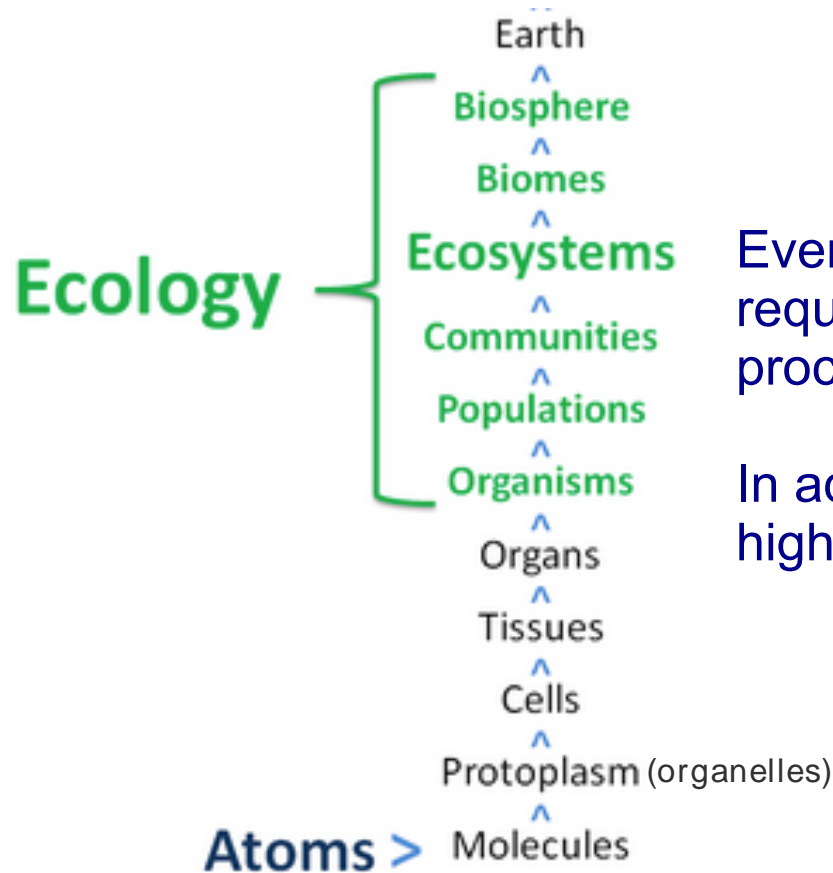 Earth
^
Biosphere
^
Biomes
^
Ecosystems
^
Communities
^
Populations
^
Organisms
^
Organs
^
Tissues
^
Cells
^
Protoplasm (organelles)
^
Atoms > Molecules
Ecology